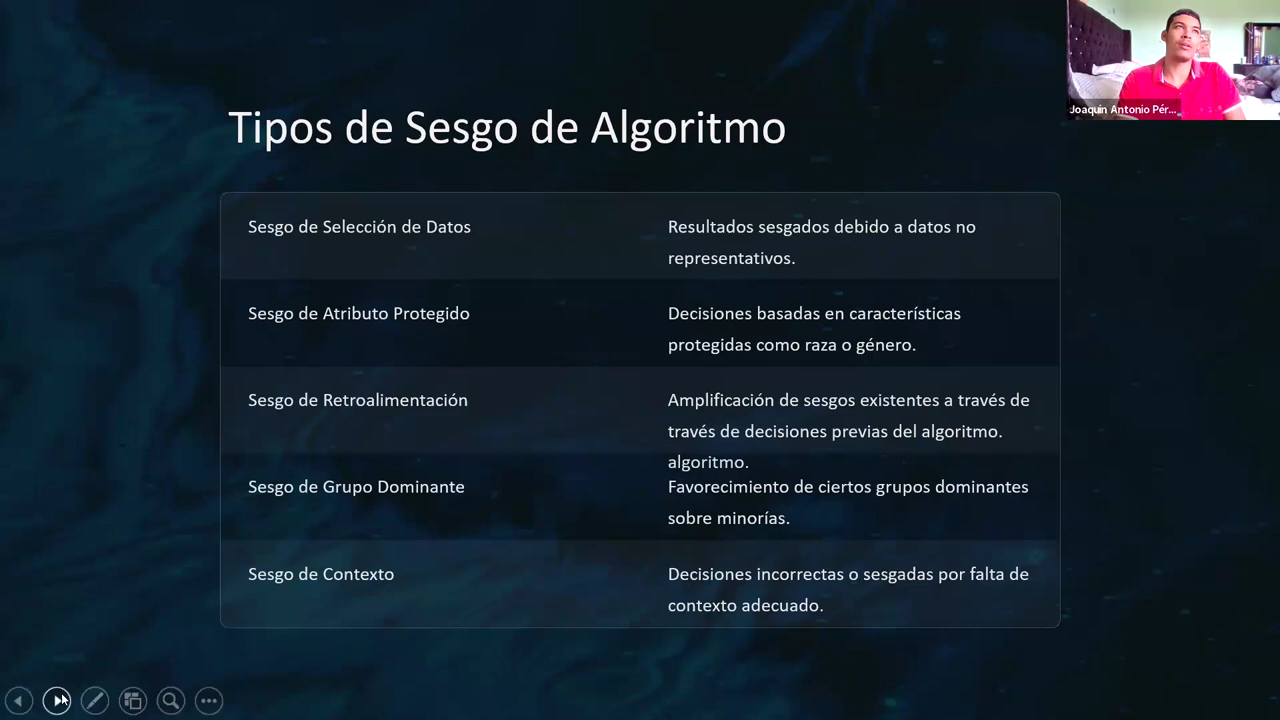 Joaquin Antonio Pér...
Tipos de Sesgo de Algoritmo
Sesgo de Selección de Datos
Resultados sesgados debido a datos no
representativos.
Sesgo de Atributo Protegido
Decisiones basadas en características
protegidas como raza o género.
Sesgo de Retroalimentación
Amplificación de sesgos existentes a través de
través de decisiones previas del algoritmo.
algoritmo.
Sesgo de Grupo Dominante
Favorecimiento de ciertos grupos dominantes
sobre minorías.
Sesgo de Contexto
Decisiones incorrectas o sesgadas por falta de
contexto adecuado.